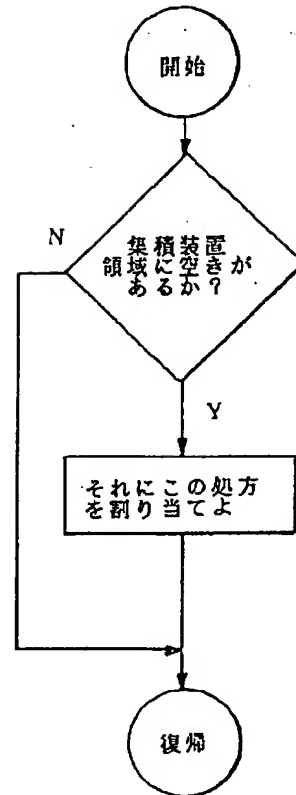 開始
集積装置
領域に空きが
あるか?
N
Y
それにこの処方
を割り当てよ
復帰